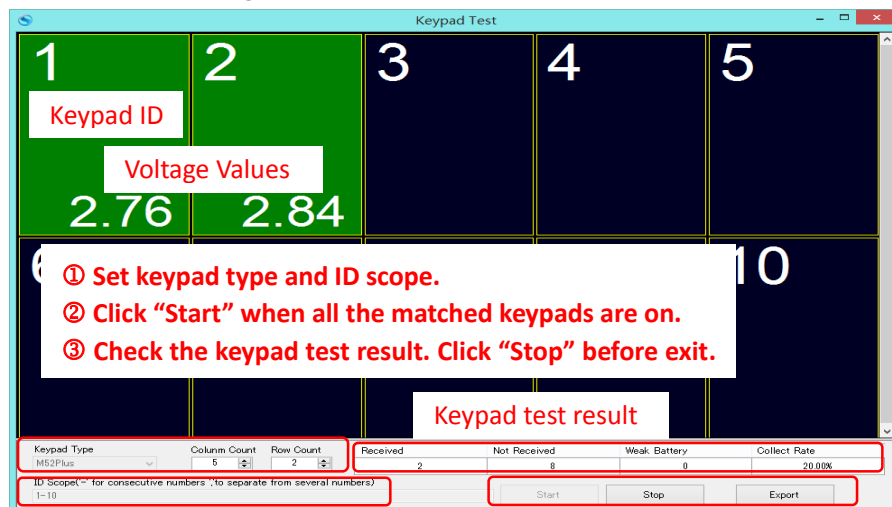 Keypad Test
1 2 3 4 5
Keypad ID
Voltage Values
2.76 2.84
10
① Set keypad type and ID scope.
② Click “Start” when all the matched keypads are on.
③ Check the keypad test result. Click “Stop” before exit.
Keypad test result
Keypad Type Colunm Count Row Count Received Not Received Weak Battery Collect Rate
M52Plus 5 2 2 8 0 20.00%
ID Scope('-' for consecutive numbers ','to separate from several numbers)
1-10 Start Stop Export